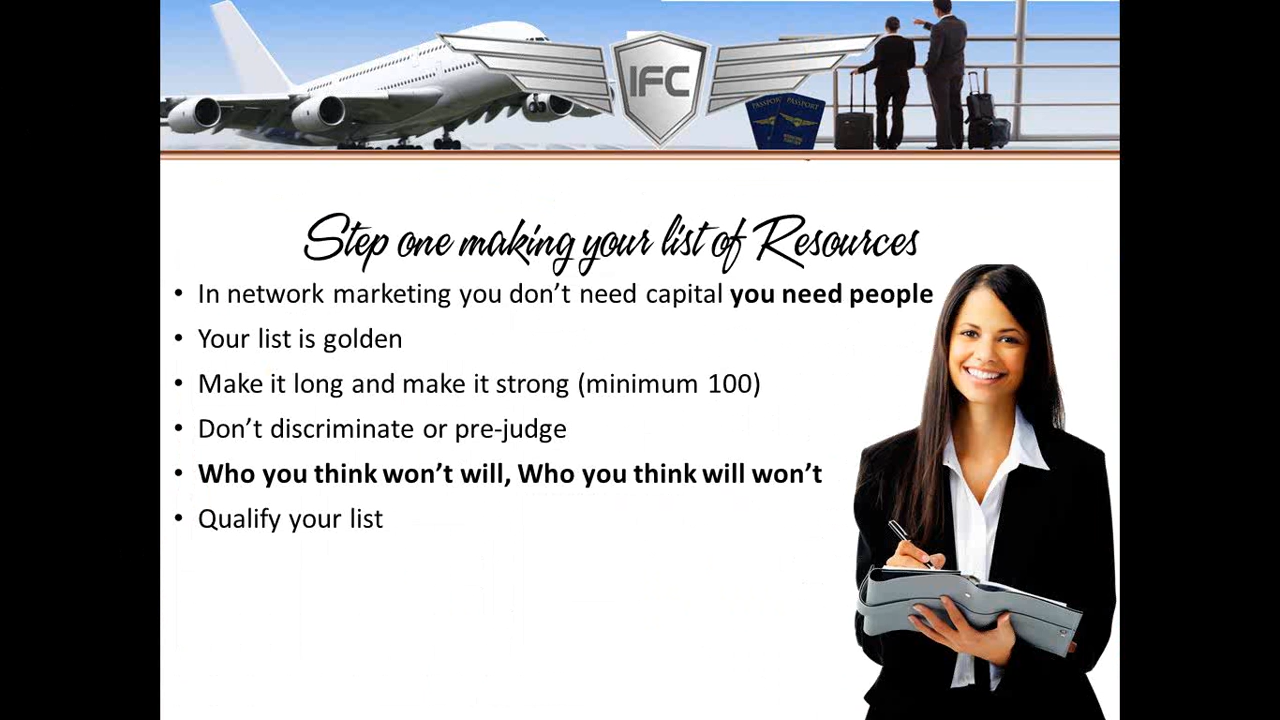 IFC
PASSPORT
PASSPORT
Step one making your list of Resources
• In network marketing you don’t need capital you need people
• Your list is golden
• Make it long and make it strong (minimum 100)
• Don’t discriminate or pre-judge
• Who you think won’t will, Who you think will won’t
• Qualify your list